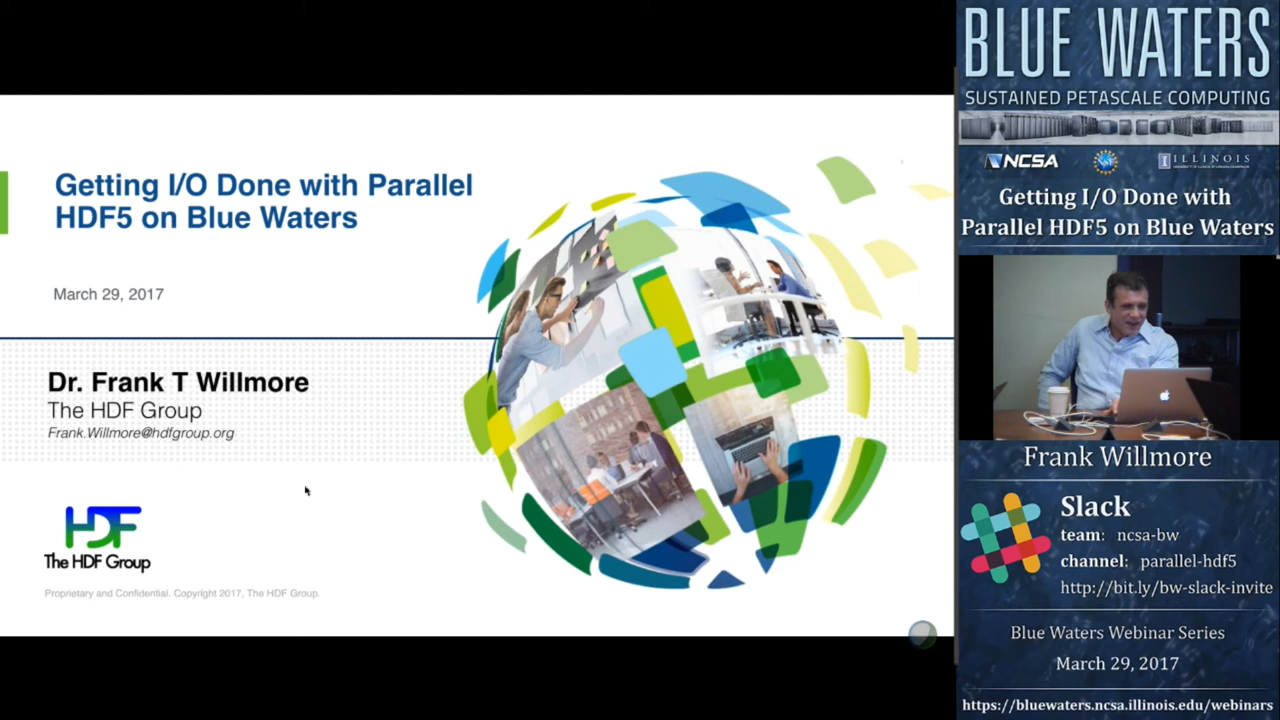 Getting I/O Done with Parallel
HDF5 on Blue Waters
March 29, 2017
Dr. Frank T Willmore
The HDF Group
Frank.Willmore@hdfgroup.org
HDF
The HDF Group
Proprietary and Confidential. Copyright 2017, The HDF Group.
BLUE WATERS
SUSTAINED PETASCALE COMPUTING
NCSA
ILLINOIS
Getting I/O Done with
Parallel HDF5 on Blue Waters
Frank Willmore
Slack
team: ncsa-bw
channel: parallel-hdf5
http://bit.ly/bw-slack-invite
Blue Waters Webinar Series
March 29, 2017
https://bluewaters.ncsa.illinois.edu/webinars